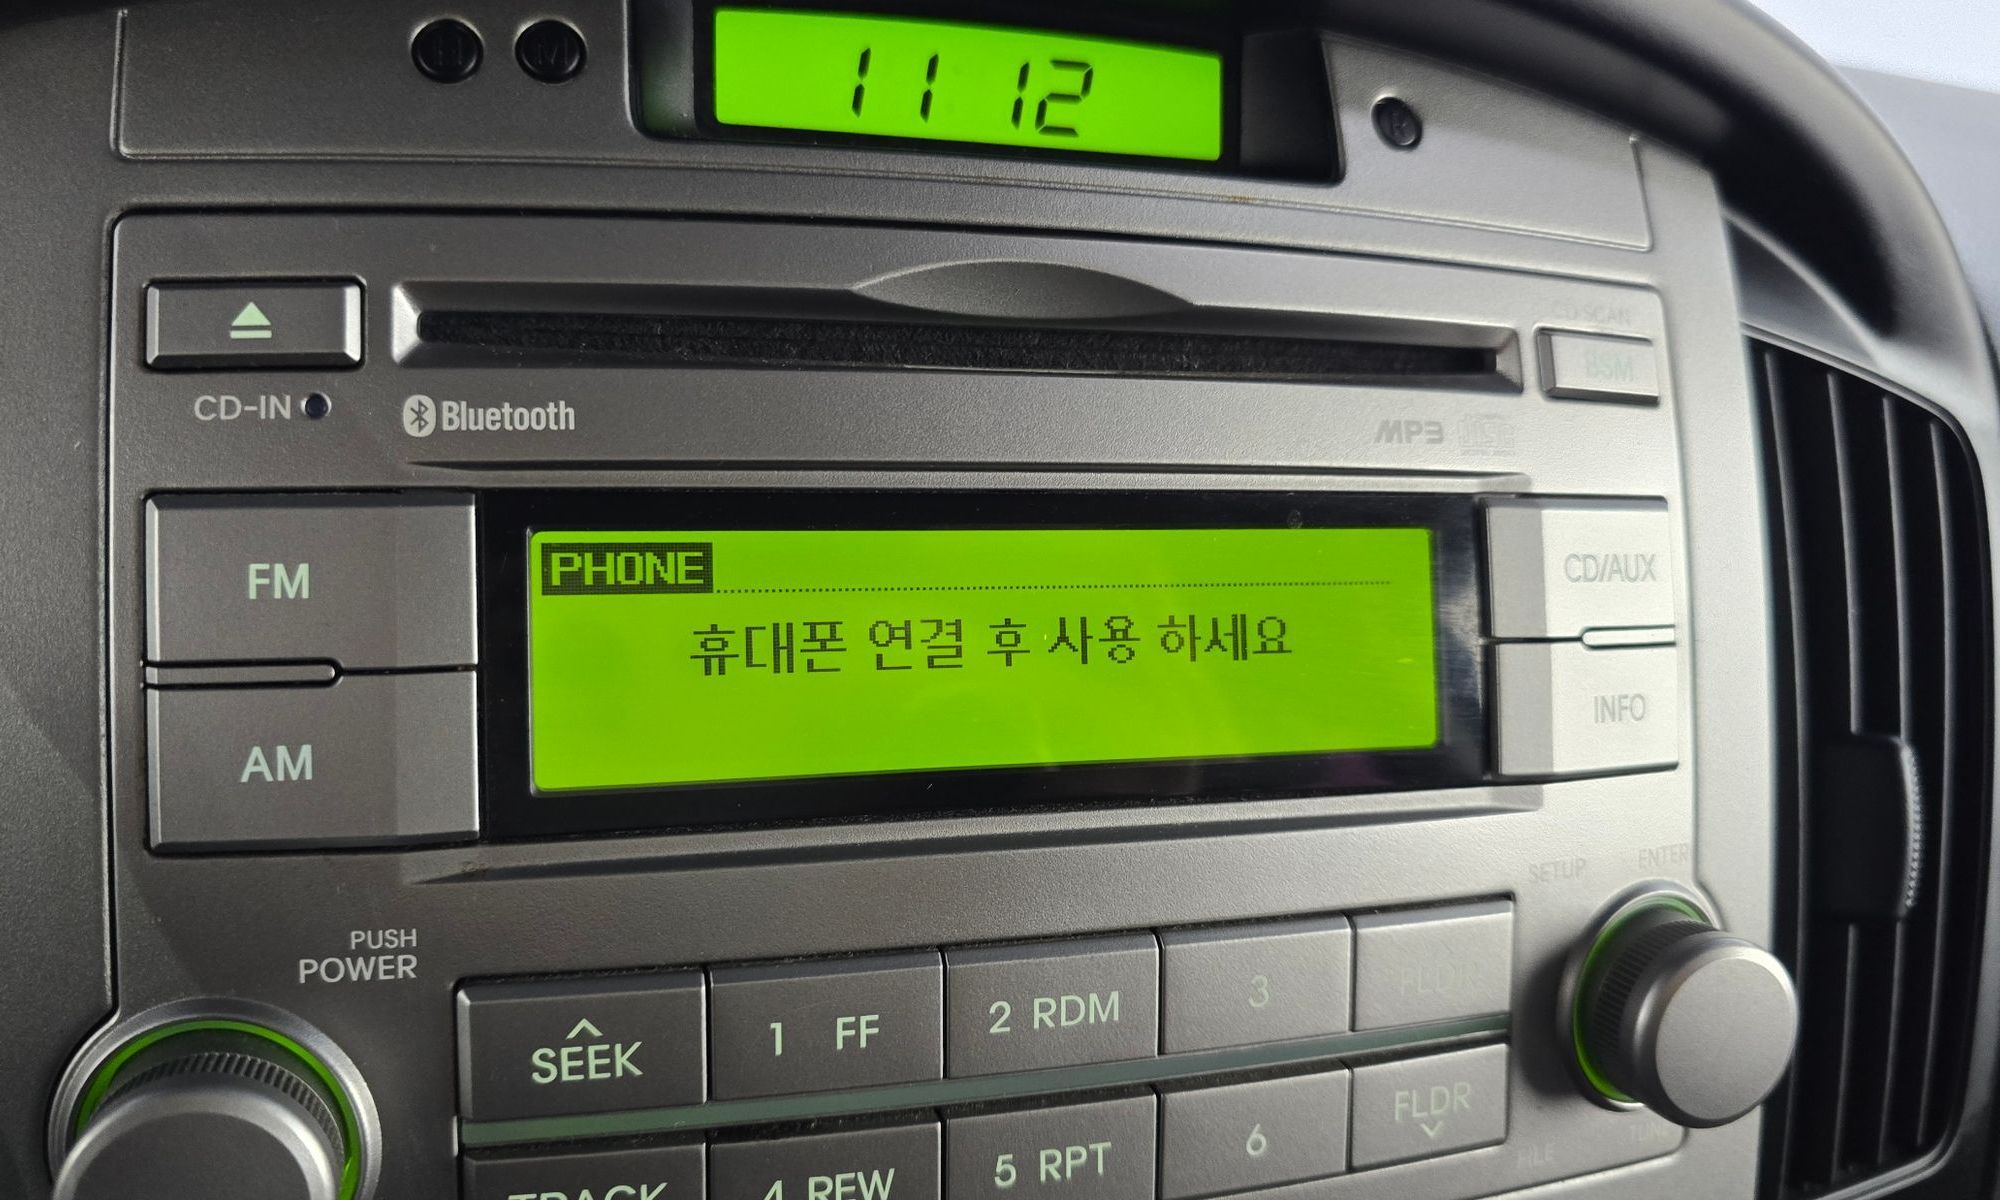 H M
11 12
R
CD SCAN
BSM
CD-IN
Bluetooth
MP3
FM
PHONE
휴대폰 연결 후 사용 하세요
CD/AUX
AM
INFO
SETUP
ENTER
PUSH
POWER
SEEK
1 FF
2 RDM
3
FLDR
TRACK
4 REW
5 RPT
6
FLDR
FILE
TUNE